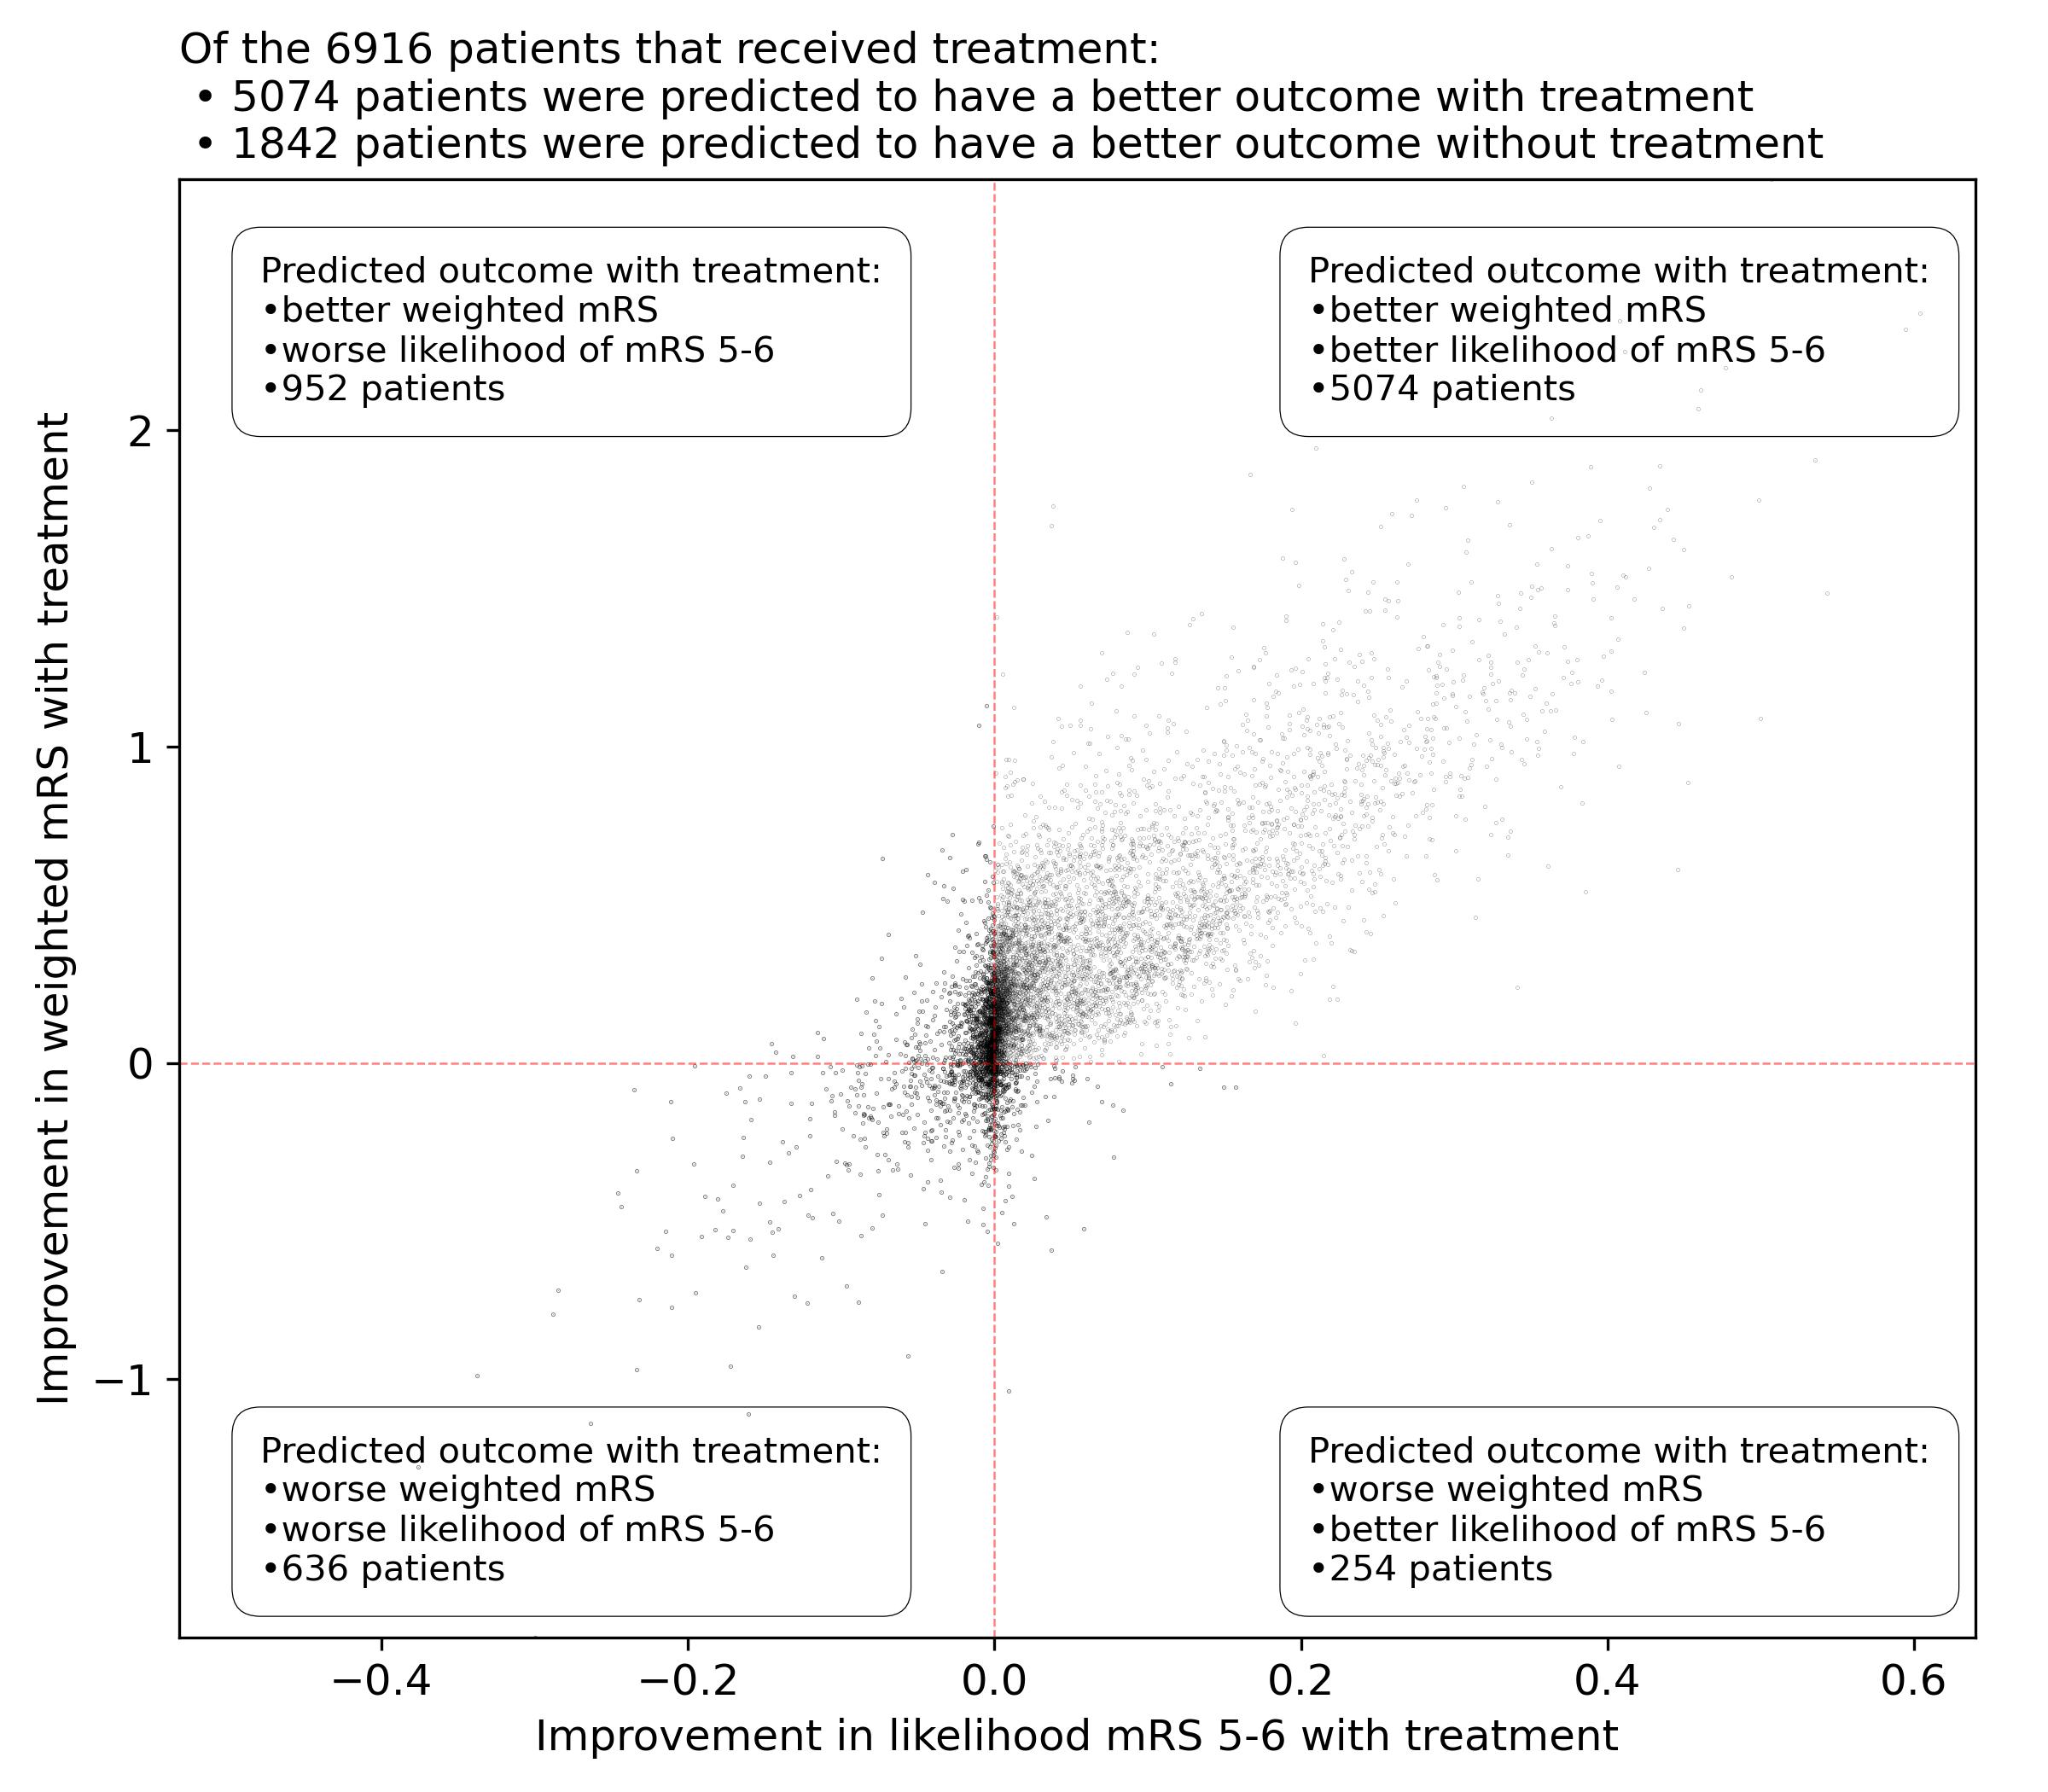 Of the 6916 patients that received treatment:
• 5074 patients were predicted to have a better outcome with treatment
• 1842 patients were predicted to have a better outcome without treatment
Predicted outcome with treatment:
•better weighted mRS
•worse likelihood of mRS 5-6
•952 patients
Predicted outcome with treatment:
•better weighted mRS
•better likelihood of mRS 5-6
•5074 patients
Improvement in weighted mRS with treatment
2
1
0
−1
Predicted outcome with treatment:
•worse weighted mRS
•worse likelihood of mRS 5-6
•636 patients
Predicted outcome with treatment:
•worse weighted mRS
•better likelihood of mRS 5-6
•254 patients
−0.4 −0.2 0.0 0.2 0.4 0.6
Improvement in likelihood mRS 5-6 with treatment